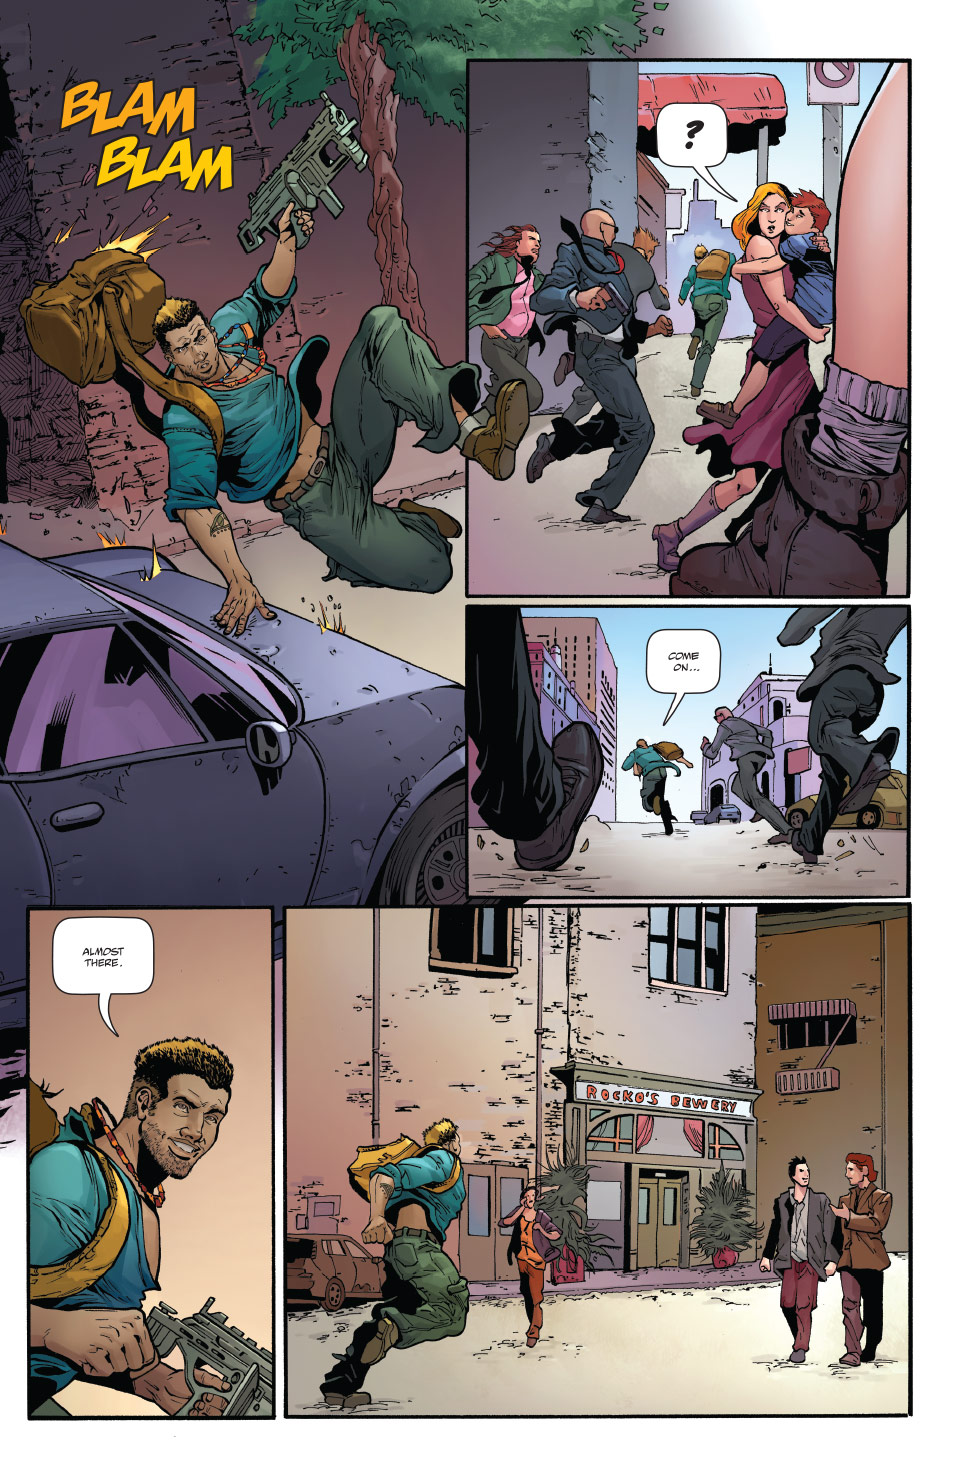 BLAM
BLAM
?
COME
ON...
ALMOST
THERE.
ROCKO'S BEWERY